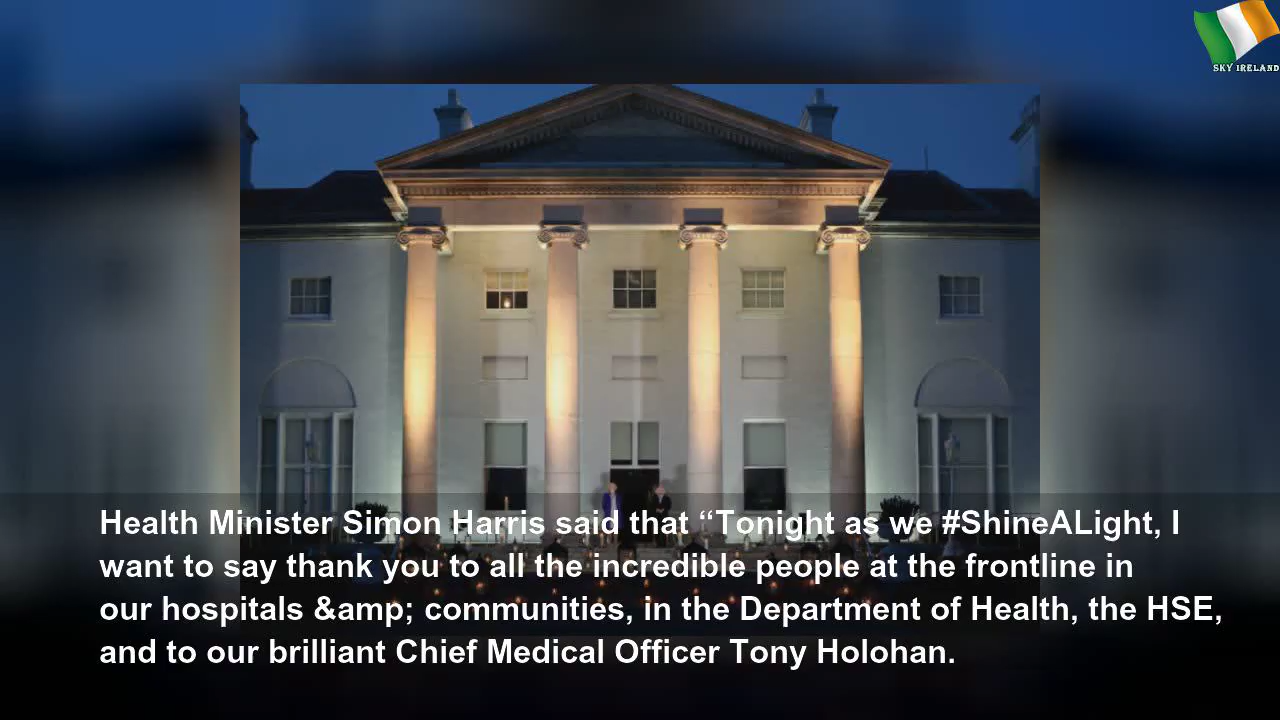 SKY IRELAND
Health Minister Simon Harris said that “Tonight as we #ShineALight, I
want to say thank you to all the incredible people at the frontline in
our hospitals &amp; communities, in the Department of Health, the HSE,
and to our brilliant Chief Medical Officer Tony Holohan.